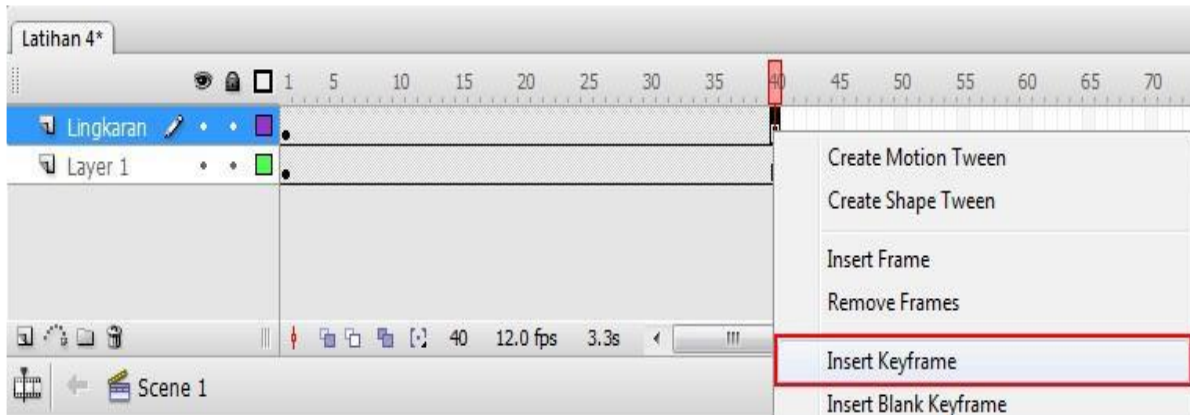 Latihan 4*
1 5 10 15 20 25 30 35 40 45 50 55 60 65 70
Lingkaran
Layer 1
Create Motion Tween
Create Shape Tween
Insert Frame
Remove Frames
40 12.0 fps 3.3s
Insert Keyframe
Scene 1
Insert Blank Keyframe